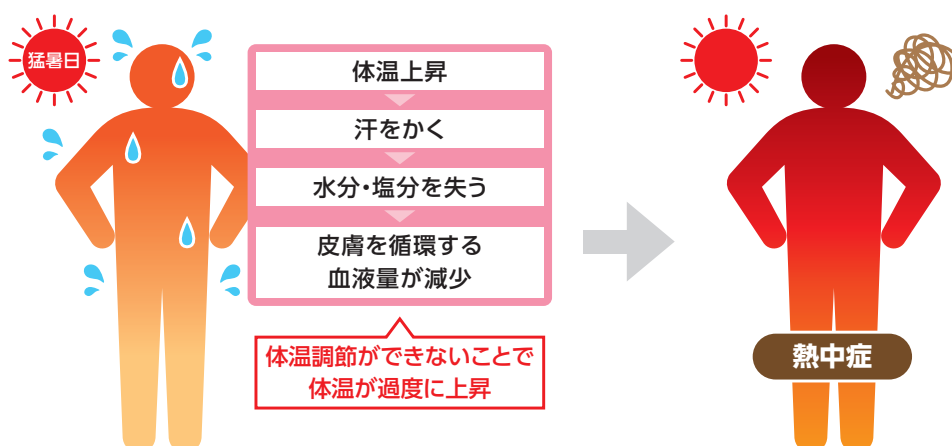 猛暑日
体温上昇
汗をかく
水分・塩分を失う
皮膚を循環する
血液量が減少
体温調節ができないことで
体温が過度に上昇
熱中症